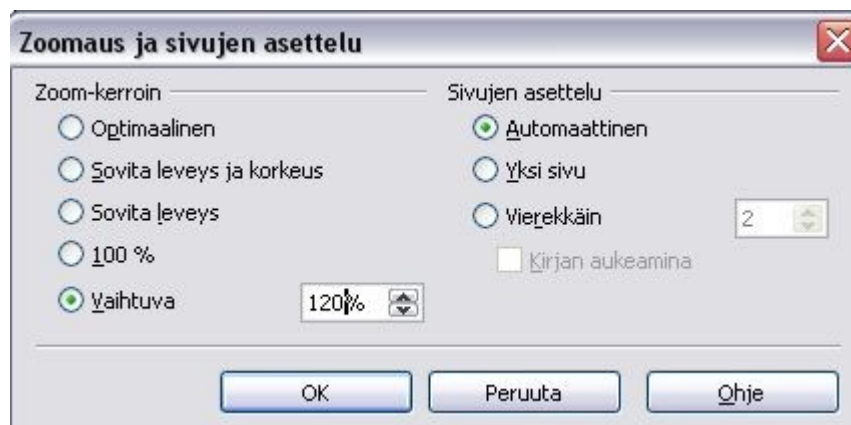 Zoomaus ja sivujen asettelu
Zoom-kerroin
Optimaalinen
Sovita leveys ja korkeus
Sovita leveys
100 %
Vaihtuva
120%
Sivujen asettelu
Automaattinen
Yksi sivu
Vierekkäin
2
Kirjan aukeamina
OK
Peruuta
Ohje